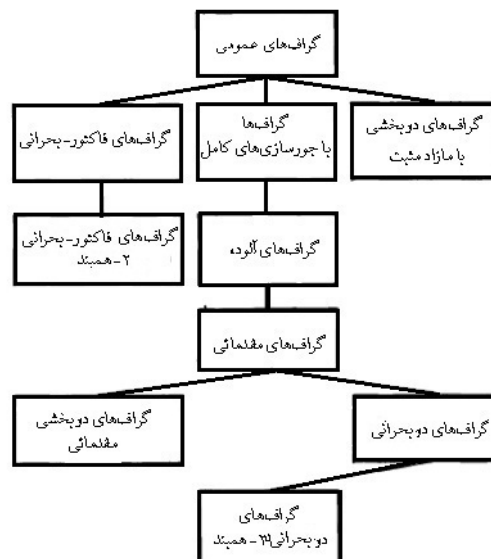 گراف‌های عمومی
گراف‌های دوبخشی
با مازاد مثبت
گراف‌ها
با جورسازی‌های کامل
گراف‌های فاکتور-بحرانی
گراف‌های فاکتور-بحرانی
۲-همبند
گراف‌های آلوده
گراف‌های مقدماتی
گراف‌های دوبحرانی
گراف‌های دوبخشی
مقدماتی
گراف‌های
دوبحرانی۳-همبند